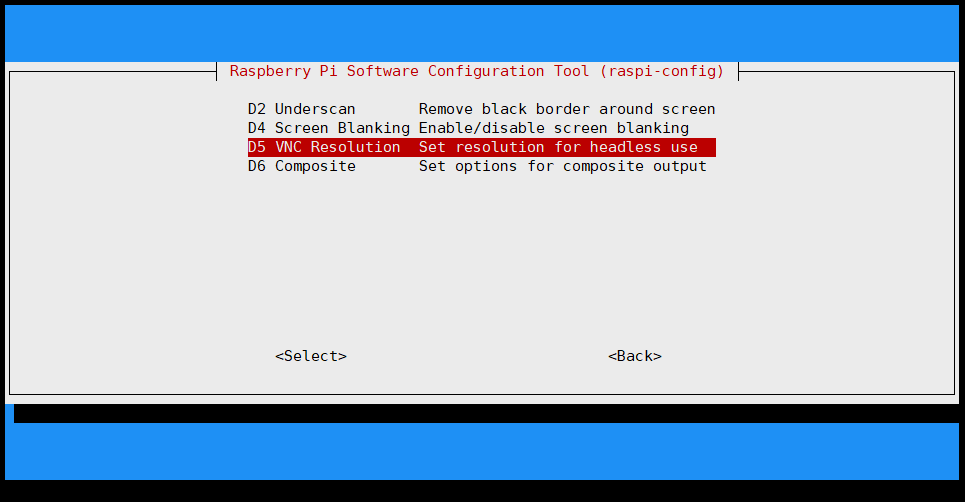 Raspberry Pi Software Configuration Tool (raspi-config)
D2 Underscan Remove black border around screen
D4 Screen Blanking Enable/disable screen blanking
D5 VNC Resolution Set resolution for headless use
D6 Composite Set options for composite output
<Select> <Back>